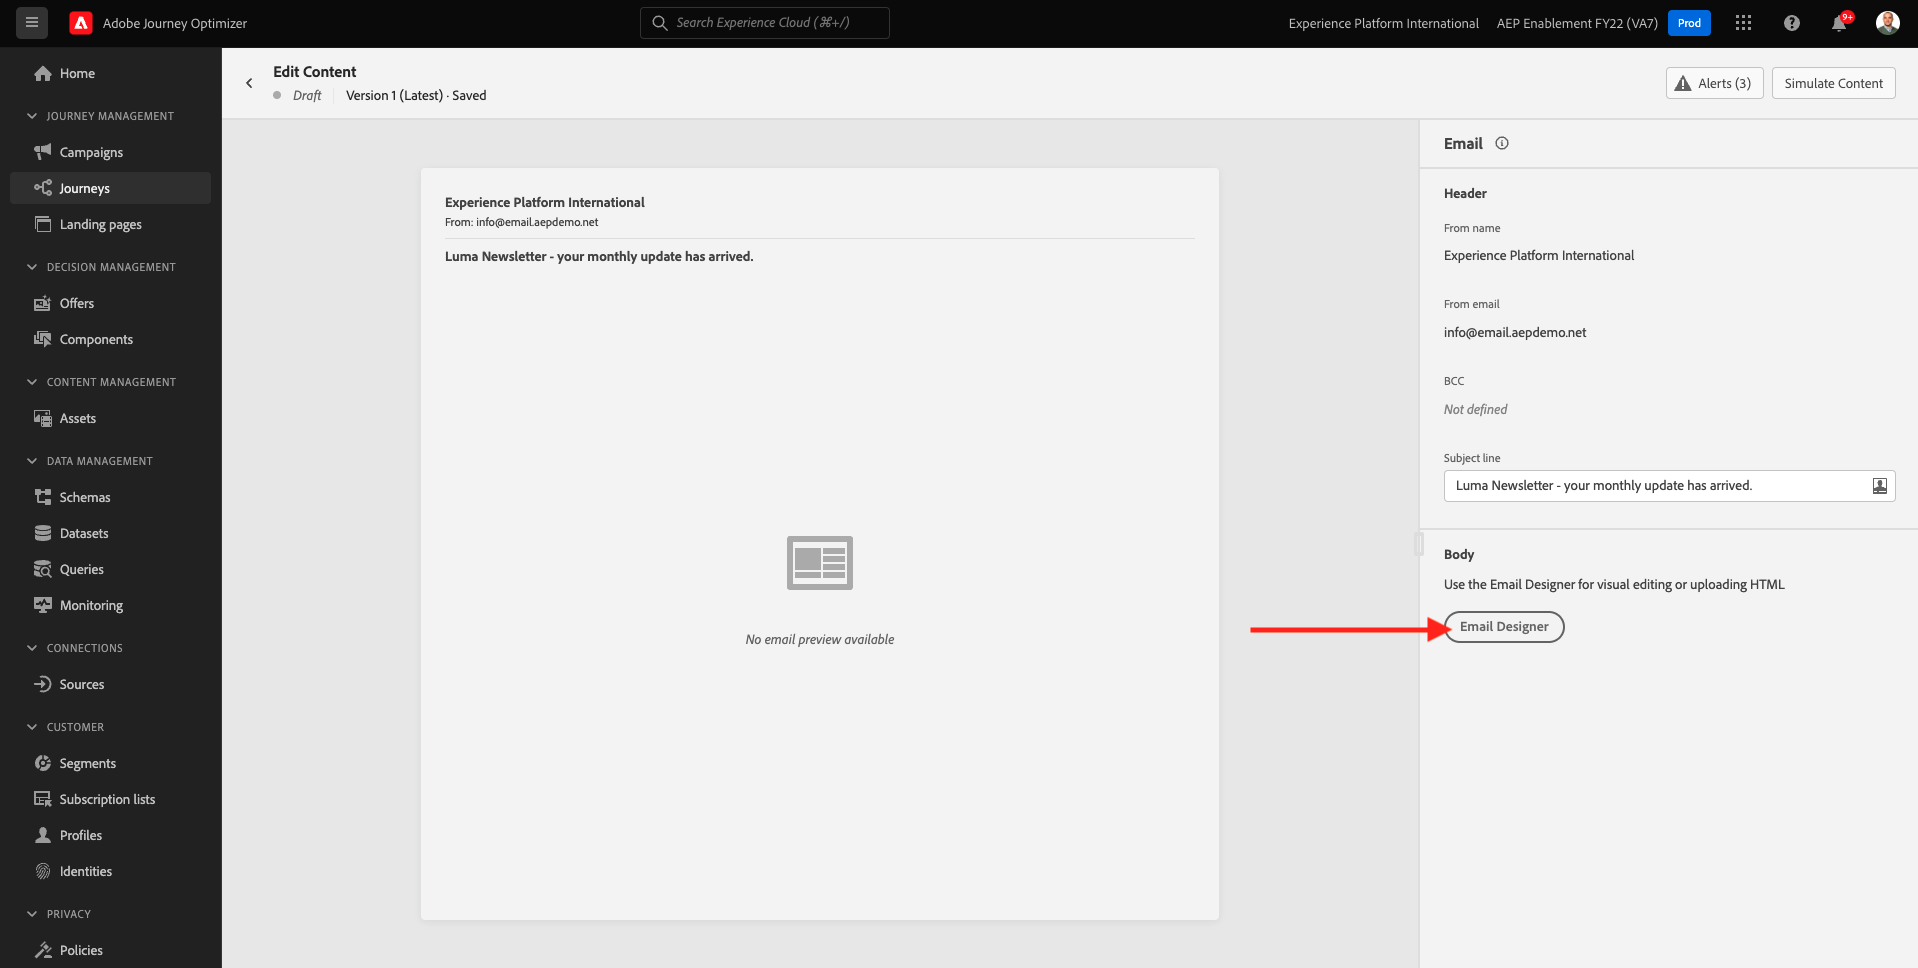 Adobe Journey Optimizer
Search Experience Cloud (⌘+/)
Experience Platform International
AEP Enablement FY22 (VA7)
Prod
9+
Home
JOURNEY MANAGEMENT
Campaigns
Journeys
Landing pages
DECISION MANAGEMENT
Offers
Components
CONTENT MANAGEMENT
Assets
DATA MANAGEMENT
Schemas
Datasets
Queries
Monitoring
CONNECTIONS
Sources
CUSTOMER
Segments
Subscription lists
Profiles
Identities
PRIVACY
Policies
Edit Content
Draft
Version 1 (Latest) · Saved
Alerts (3)
Simulate Content
Experience Platform International
From: info@email.aepdemo.net
Luma Newsletter - your monthly update has arrived.
No email preview available
Email
Header
From name
Experience Platform International
From email
info@email.aepdemo.net
BCC
Not defined
Subject line
Luma Newsletter - your monthly update has arrived.
Body
Use the Email Designer for visual editing or uploading HTML
Email Designer